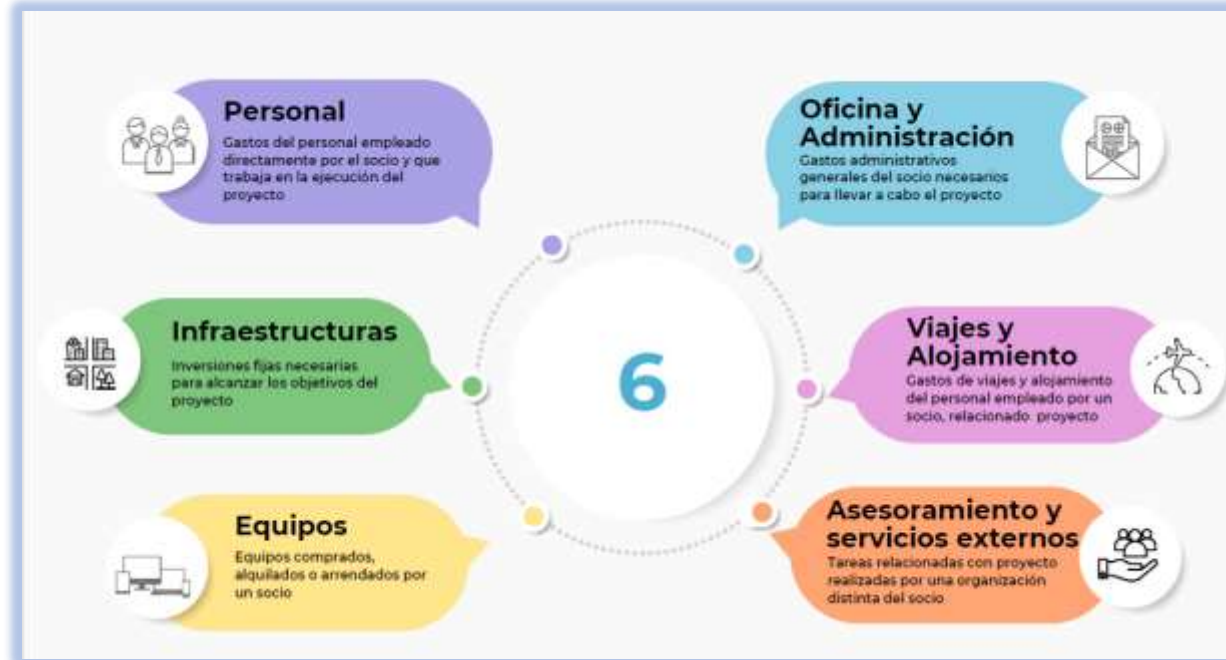 Personal
Gastos del personal empleado
directamente por el socio y que
trabaja en la ejecución del
proyecto
Oficina y
Administración
Gastos administrativos
generales del socio necesarios
para llevar a cabo el proyecto
Infraestructuras
Inversiones fijas necesarias
para alcanzar los objetivos del
proyecto
6
Viajes y
Alojamiento
Gastos de viajes y alojamiento
del personal empleado por un
socio, relacionado proyecto
Equipos
Equipos comprados,
alquilados o arrendados por
un socio
Asesoramiento y
servicios externos
Tareas relacionadas con proyecto
realizadas por una organización
distinta del socio